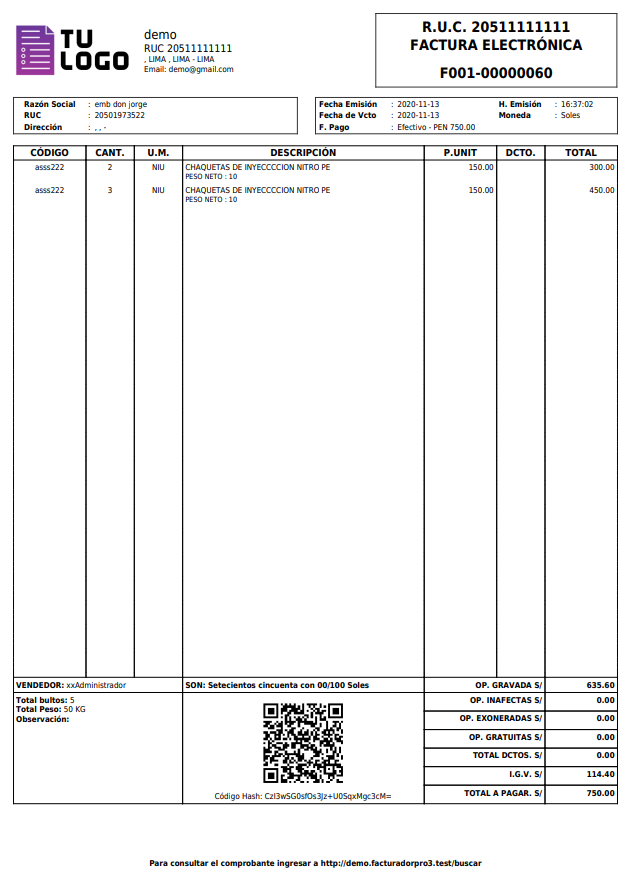 TU
LOGO
demo
RUC 20511111111
, LIMA , LIMA - LIMA
Email: demo@gmail.com
R.U.C. 20511111111
FACTURA ELECTRÓNICA
F001-00000060
Razón Social : emb don jorge
RUC : 20501973522
Dirección : , , -
Fecha Emisión : 2020-11-13 H. Emisión : 16:37:02
Fecha de Vcto : 2020-11-13 Moneda : Soles
F. Pago : Efectivo - PEN 750.00
CÓDIGO CANT. U.M. DESCRIPCIÓN P.UNIT DCTO. TOTAL
asss222 2 NIU CHAQUETAS DE INYECCCCION NITRO PE 150.00 300.00
PESO NETO : 10
asss222 3 NIU CHAQUETAS DE INYECCCCION NITRO PE 150.00 450.00
PESO NETO : 10
VENDEDOR: xxAdministrador SON: Setecientos cincuenta con 00/100 Soles OP. GRAVADA S/ 635.60
Total bultos: 5
Total Peso: 50 KG
Observación:
OP. INAFECTAS S/ 0.00
OP. EXONERADAS S/ 0.00
OP. GRATUITAS S/ 0.00
TOTAL DCTOS. S/ 0.00
I.G.V. S/ 114.40
TOTAL A PAGAR. S/ 750.00
Código Hash: CzI3wSG0sfOs3Jz+U0SqxMgc3cM=
Para consultar el comprobante ingresar a http://demo.facturadorpro3.test/buscar